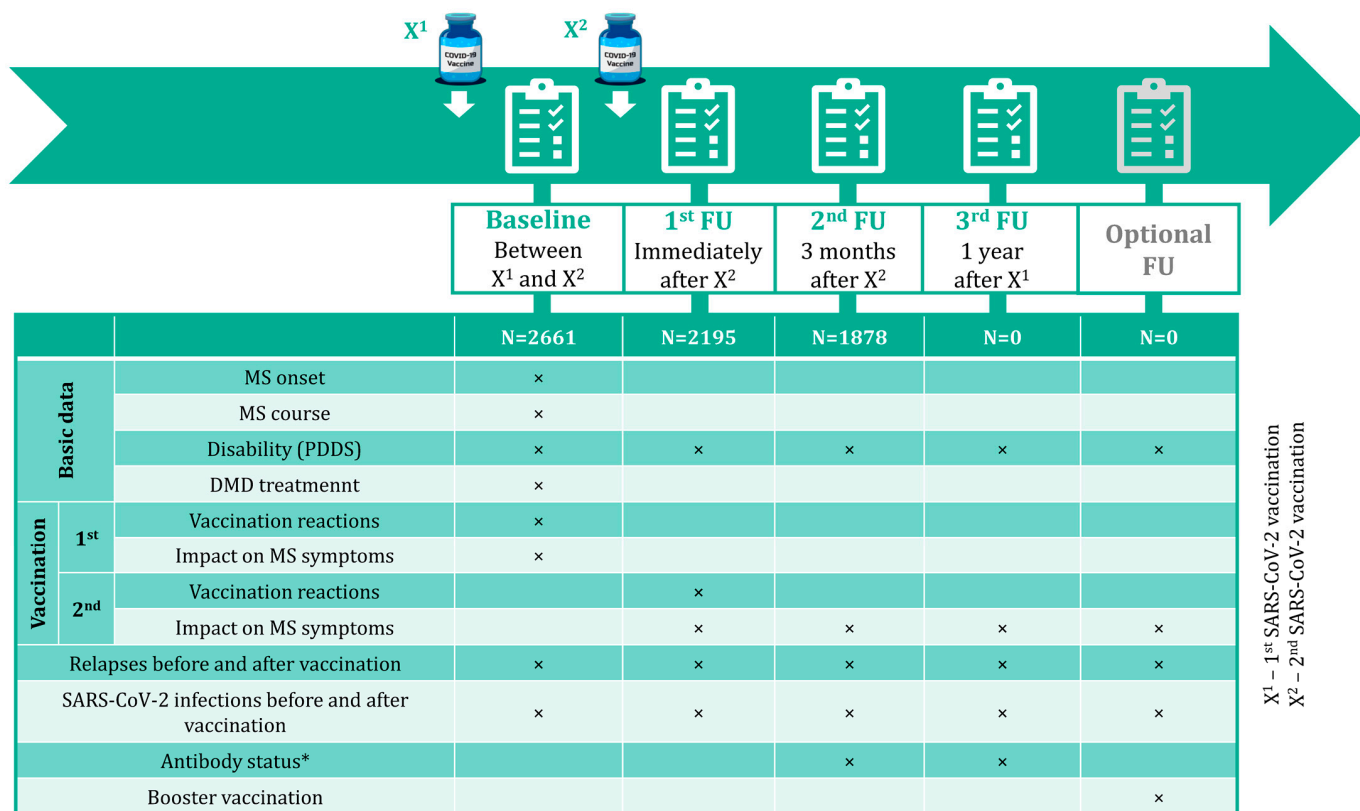 X¹
COVID-19
Vaccine
X²
COVID-19
Vaccine
Baseline
Between
X¹ and X²
1st FU
Immediately
after X²
2nd FU
3 months
after X²
3rd FU
1 year
after X¹
Optional
FU
N=2661 N=2195 N=1878 N=0 N=0
Basic data
MS onset ×
MS course ×
Disability (PDDS) × × × × ×
DMD treatmennt ×
Vaccination
1st
Vaccination reactions ×
Impact on MS symptoms ×
2nd
Vaccination reactions ×
Impact on MS symptoms × × × ×
Relapses before and after vaccination × × × × ×
SARS-CoV-2 infections before and after
vaccination × × × × ×
Antibody status* × ×
Booster vaccination ×
X¹ – 1st SARS-CoV-2 vaccination
X² – 2nd SARS-CoV-2 vaccination